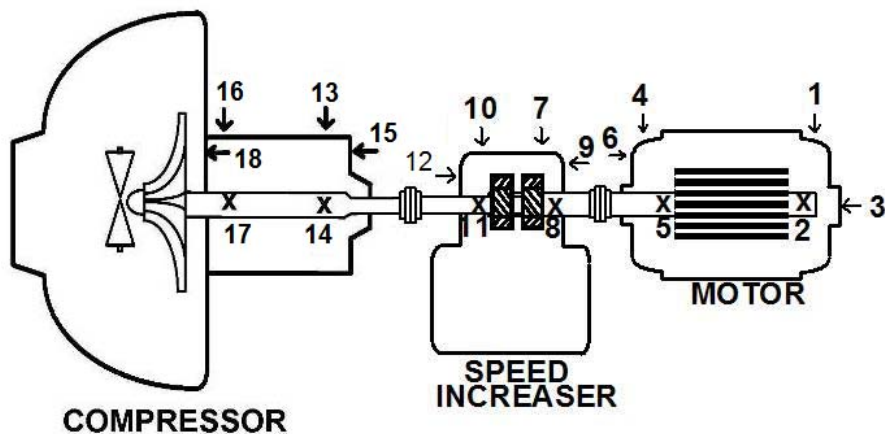 16
13
10
7
4
1
15
9
6
18
12
3
17
14
11
8
5
2
MOTOR
SPEED
INCREASER
COMPRESSOR
X
X
X
X
X
X